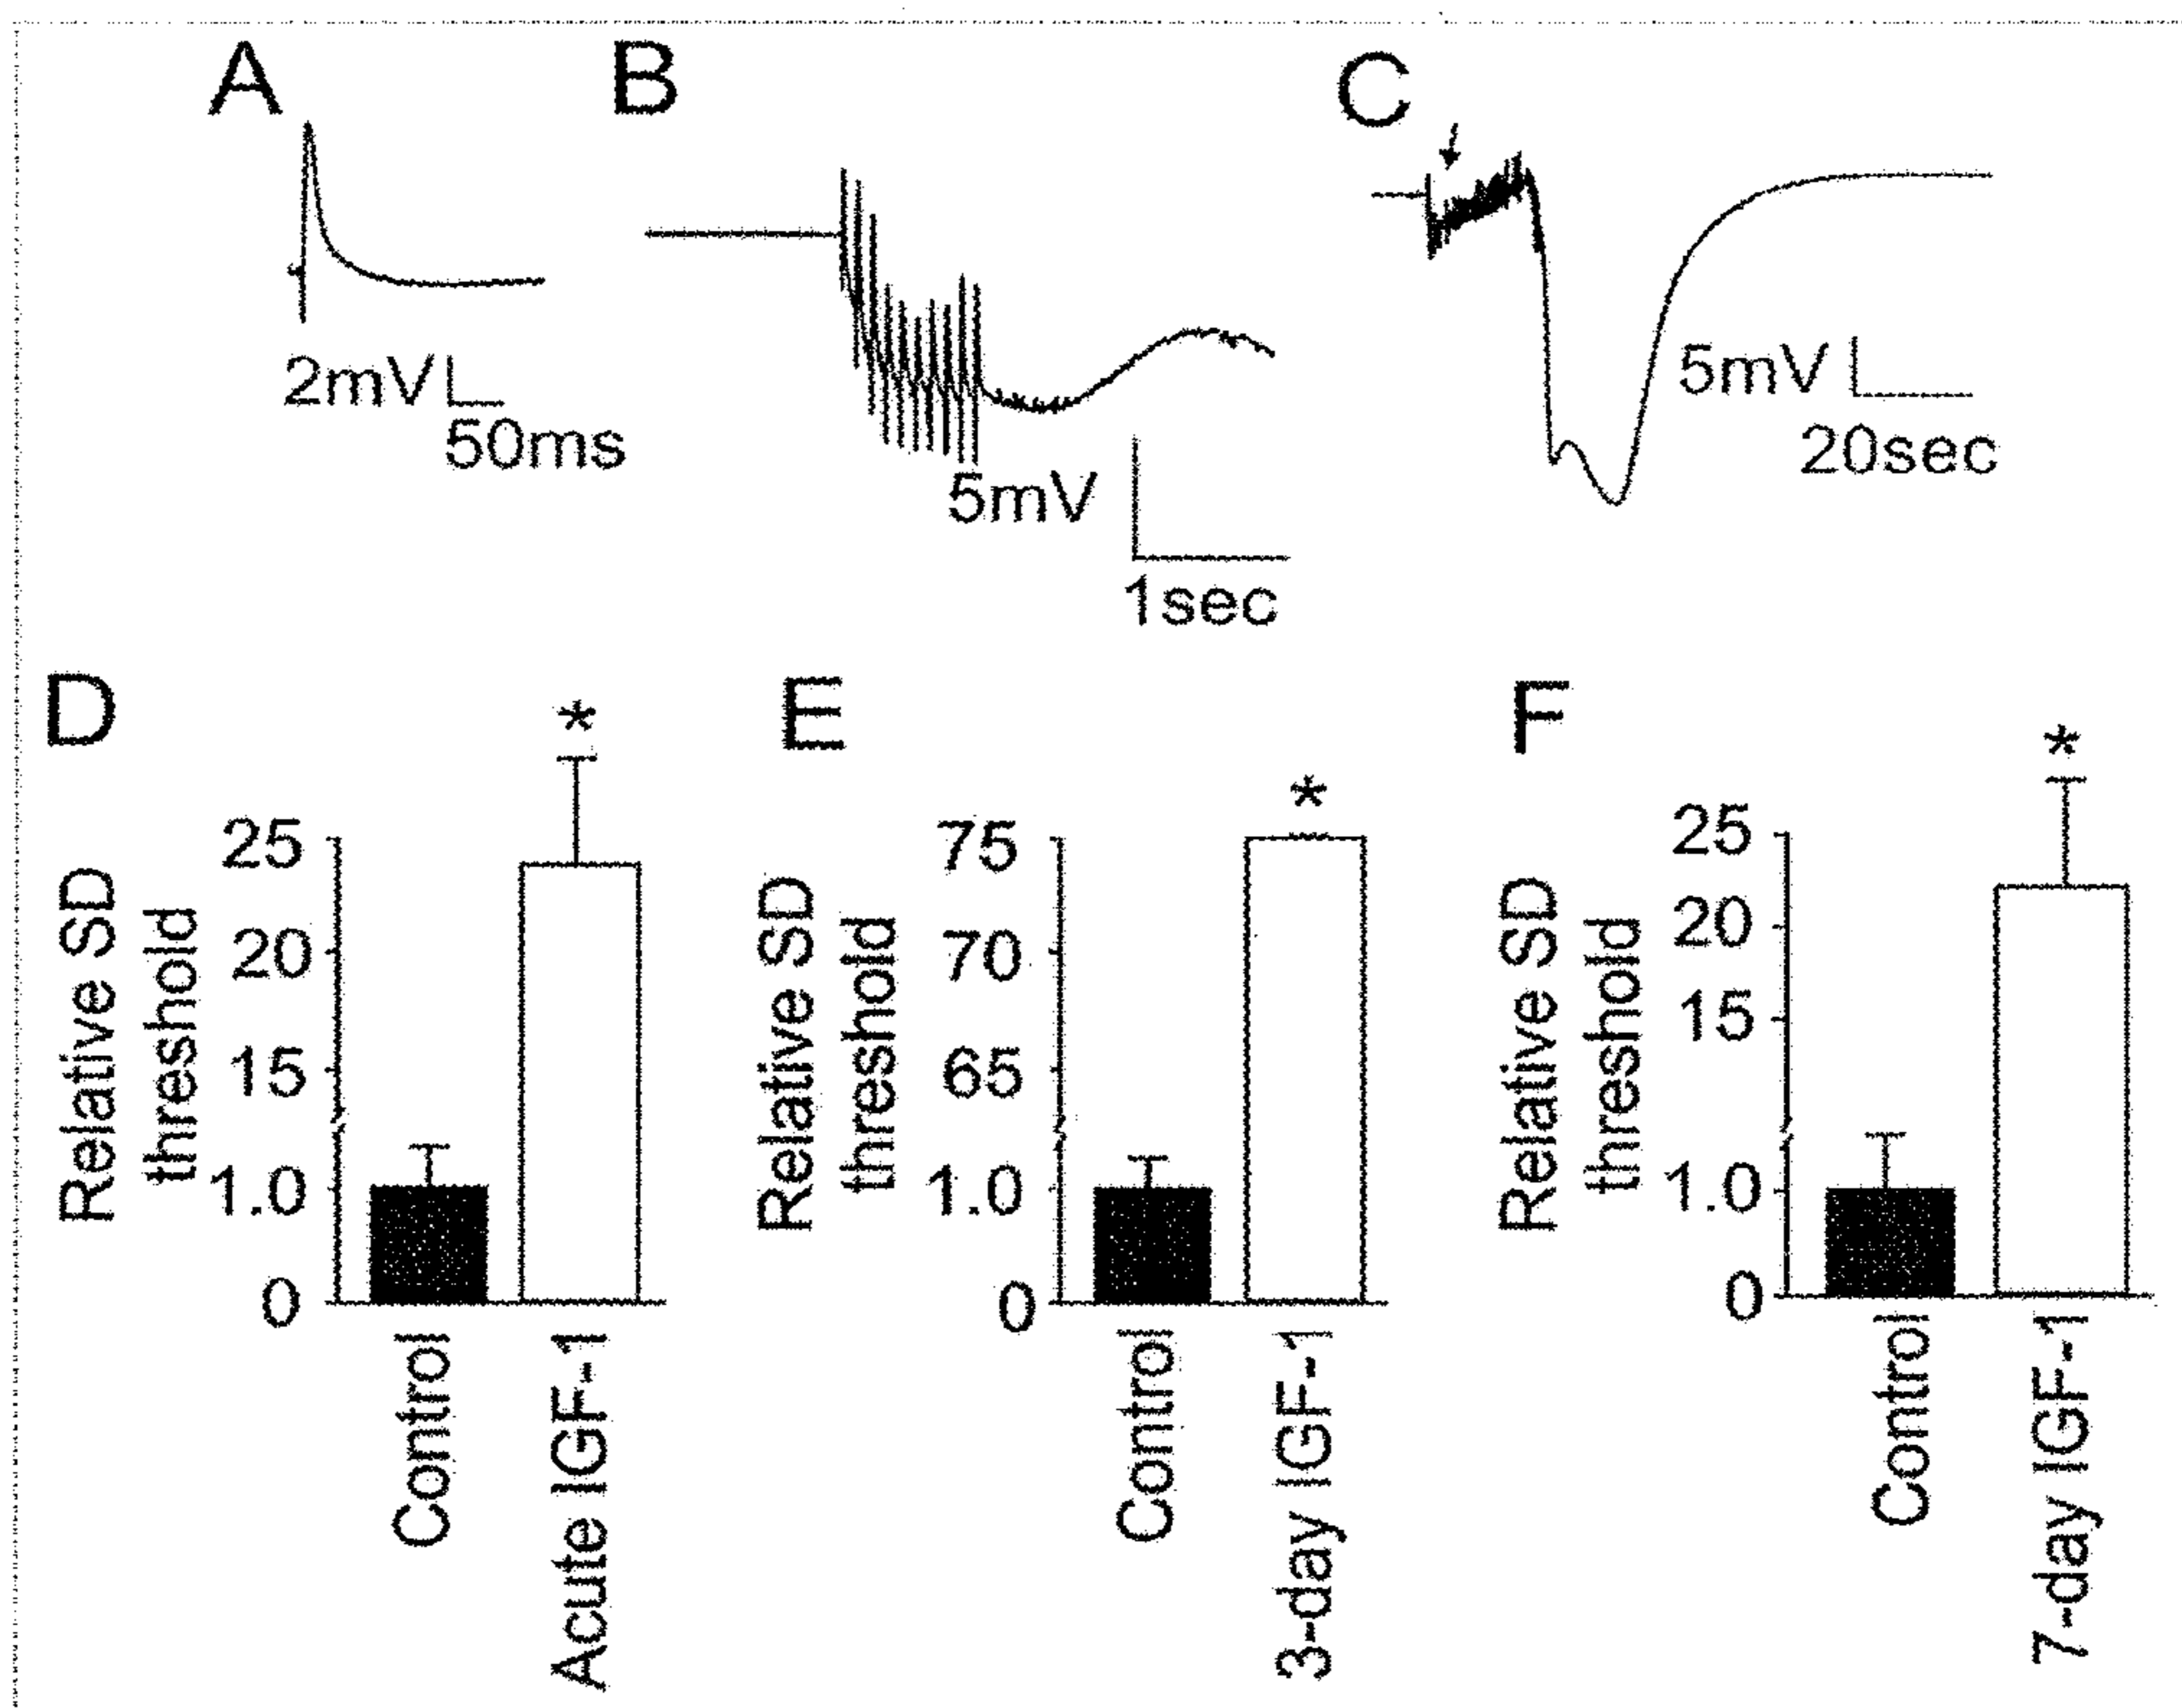 A
B
C
2mV
50ms
5mV
1sec
5mV
20sec
D
*
Relative SD
threshold
25
20
15
1.0
0
Control
Acute IGF-1
E
*
Relative SD
threshold
75
70
65
1.0
0
Control
3-day IGF-1
F
*
Relative SD
threshold
25
20
15
1.0
0
Control
7-day IGF-1